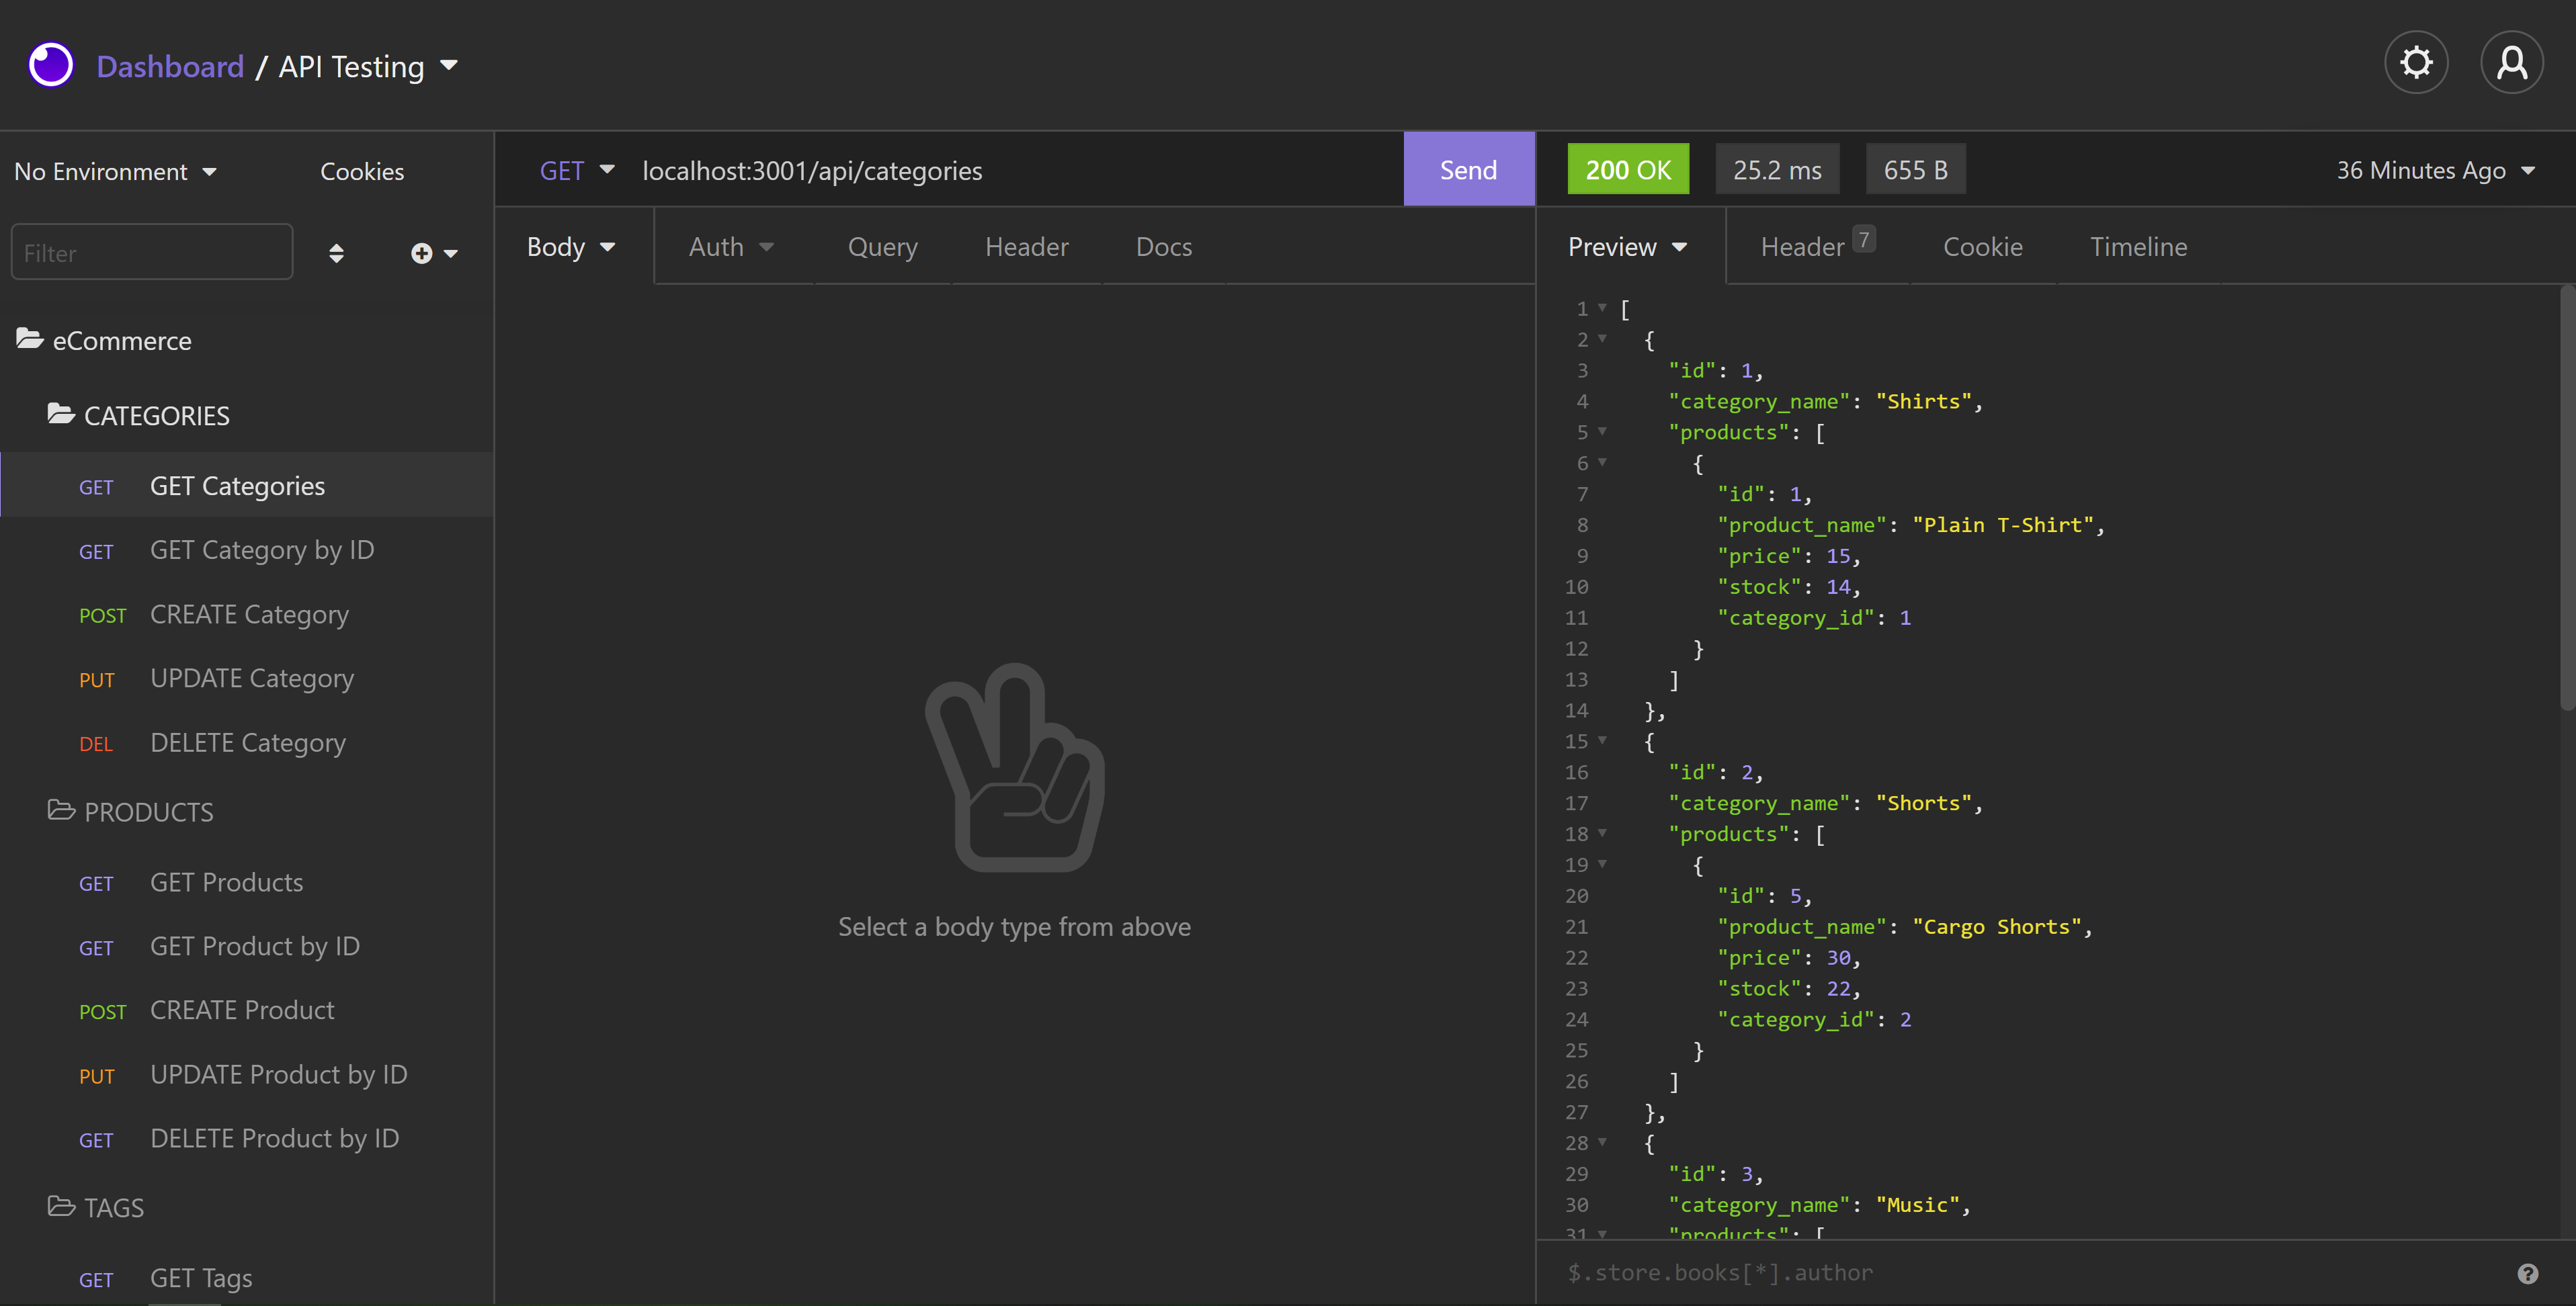 Dashboard / API Testing
No Environment
Cookies
Filter
eCommerce
CATEGORIES
GET GET Categories
GET GET Category by ID
POST CREATE Category
PUT UPDATE Category
DEL DELETE Category
PRODUCTS
GET GET Products
GET GET Product by ID
POST CREATE Product
PUT UPDATE Product by ID
GET DELETE Product by ID
TAGS
GET GET Tags
GET localhost:3001/api/categories Send
Body Auth Query Header Docs
Select a body type from above
200 OK 25.2 ms 655 B 36 Minutes Ago
Preview Header 7 Cookie Timeline
1 [
2 {
3 "id": 1,
4 "category_name": "Shirts",
5 "products": [
6 {
7 "id": 1,
8 "product_name": "Plain T-Shirt",
9 "price": 15,
10 "stock": 14,
11 "category_id": 1
12 }
13 ]
14 },
15 {
16 "id": 2,
17 "category_name": "Shorts",
18 "products": [
19 {
20 "id": 5,
21 "product_name": "Cargo Shorts",
22 "price": 30,
23 "stock": 22,
24 "category_id": 2
25 }
26 ]
27 },
28 {
29 "id": 3,
30 "category_name": "Music",
31 "products": [
$.store.books[*].author